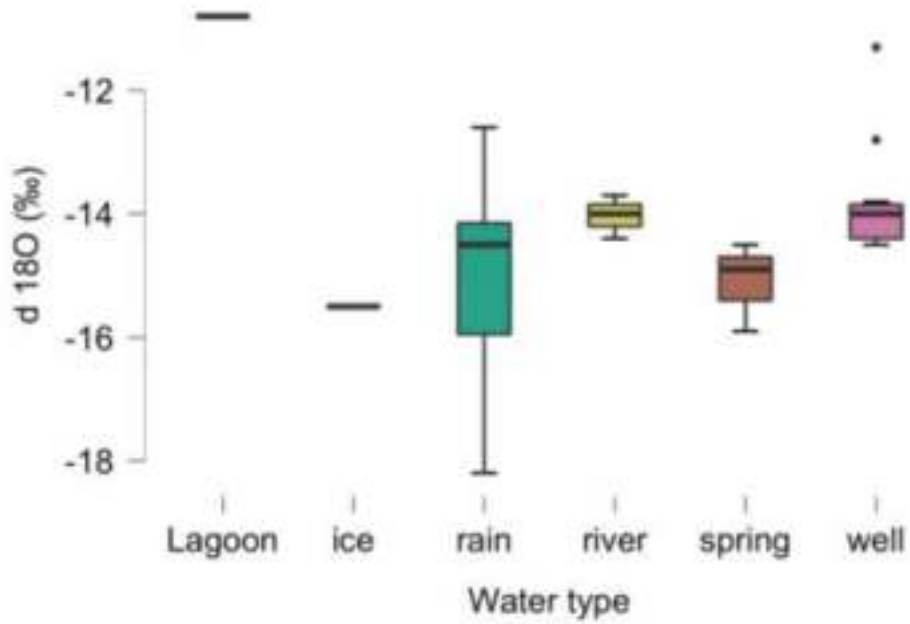 -12
-14
-16
-18
d 18O (‰)
Lagoon ice rain river spring well
Water type